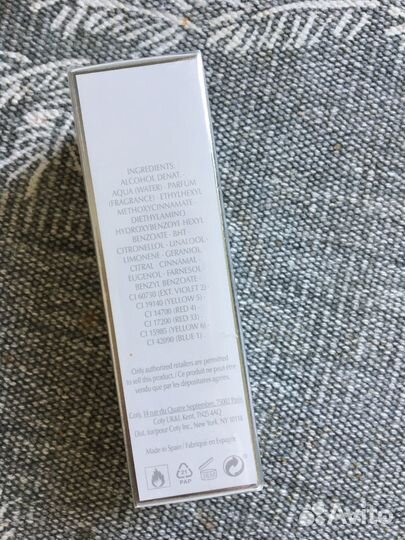 INGREDIENTS:
ALCOHOL DENAT. ·
AQUA (WATER) · PARFUM
(FRAGRANCE) · ETHYLHEXYL
METHOXYCINNAMATE ·
DIETHYLAMINO
HYDROXYBENZOYL HEXYL
BENZOATE · BHT ·
CITRONELLOL · LINALOOL ·
LIMONENE · GERANIOL ·
CITRAL · CINNAMAL ·
EUGENOL · FARNESOL ·
BENZYL BENZOATE ·
CI 60730 (EXT. VIOLET 2) ·
CI 19140 (YELLOW 5) ·
CI 14700 (RED 4) ·
CI 17200 (RED 33) ·
CI 15985 (YELLOW 6) ·
CI 42090 (BLUE 1) ·
Only authorized retailers are permitted
to sell this product. / Ce produit ne peut être
vendu que par les dépositaires agréés.
Coty, 14 rue du Quatre Septembre, 75002 Paris
Coty UK&I, Kent, TN25 4AQ
Dist. sur/pour Coty Inc., New York, NY 10118
Made in Spain / Fabriqué en Espagne
21
PAP
Avito